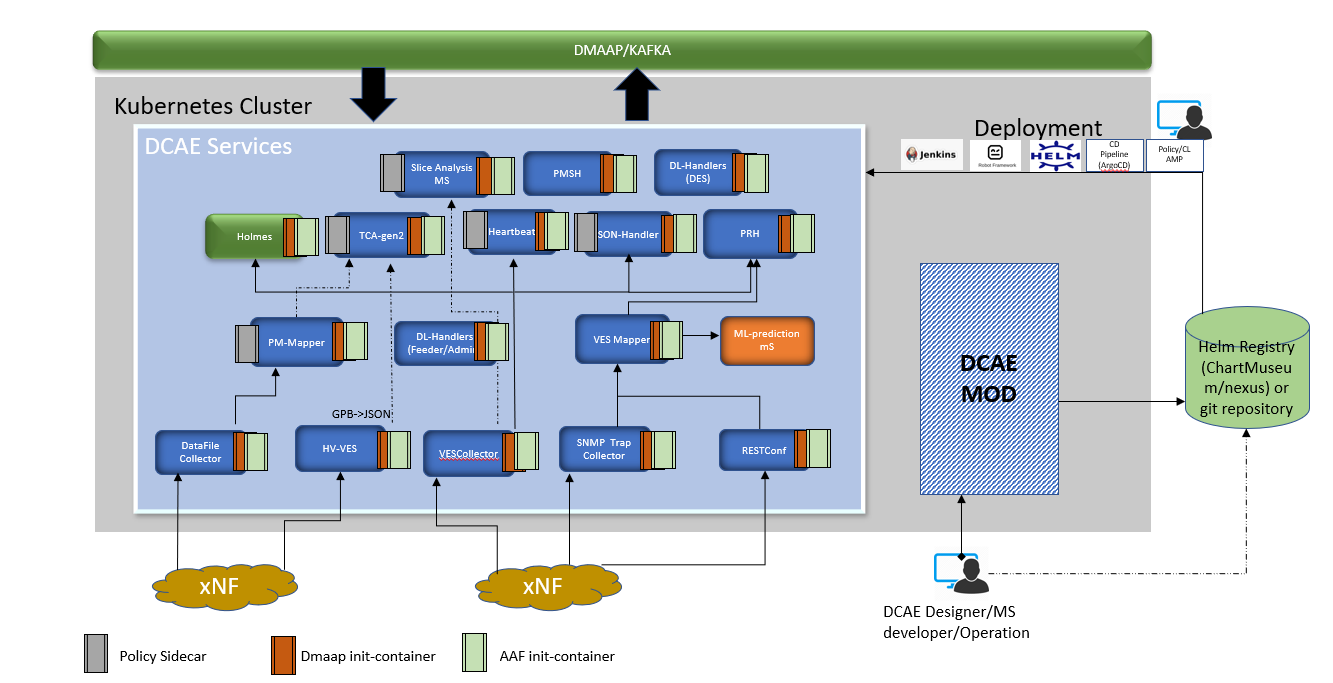 DMAAP/KAFKA
Kubernetes Cluster
Deployment
Jenkins
Robot Framework
HELM
CD
Pipeline
(ArgoCD)
Policy/CL
AMP
DCAE Services
Slice Analysis
MS
PMSH
DL-Handlers
(DES)
Holmes
TCA-gen2
Heartbeat
SON-Handler
PRH
PM-Mapper
DL-Handlers
(Feeder/Admin
VES Mapper
ML-prediction
mS
DCAE
MOD
Helm Registry
(ChartMuseu
m/nexus) or
git repository
GPB->JSON
DataFile
Collector
HV-VES
VESCollector
SNMP Trap
Collector
RESTConf
xNF
xNF
DCAE Designer/MS
developer/Operation
Policy Sidecar
Dmaap init-container
AAF init-container